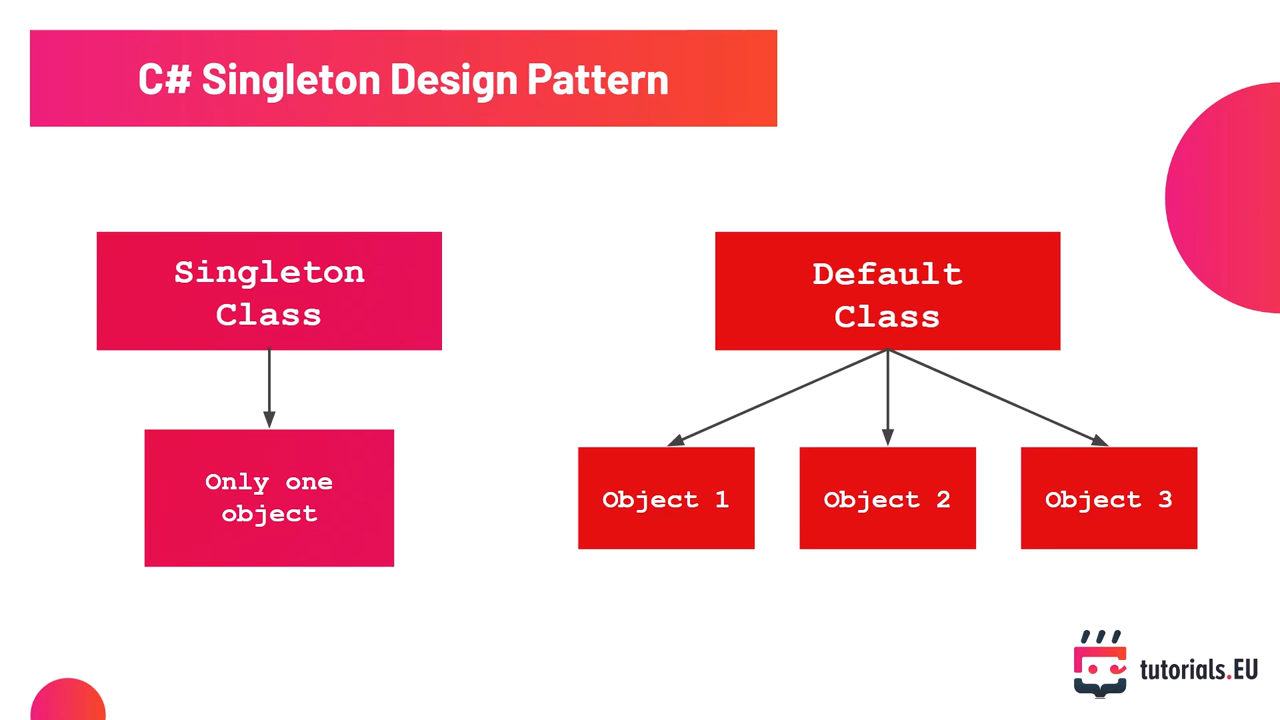 C# Singleton Design Pattern
Singleton
Class
Default
Class
Only one
object
Object 1
Object 2
Object 3
tutorials.EU